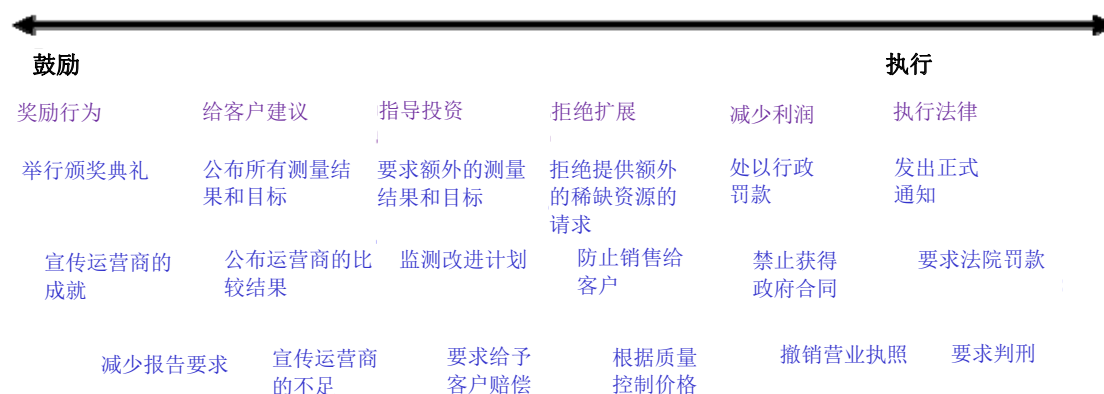 鼓励 执行
奖励行为 给客户建议 指导投资 拒绝扩展 减少利润 执行法律
举行颁奖典礼 公布所有测量结 要求额外的测量 拒绝提供额外 处以行政 发出正式
果和目标 结果和目标 的稀缺资源的 罚款 通知
请求
宣传运营商的 公布运营商的比 监测改进计划 防止销售给 禁止获得 要求法院罚款
成就 较结果 客户 政府合同
减少报告要求 宣传运营商 要求给予 根据质量 撤销营业执照 要求判刑
的不足 客户赔偿 控制价格